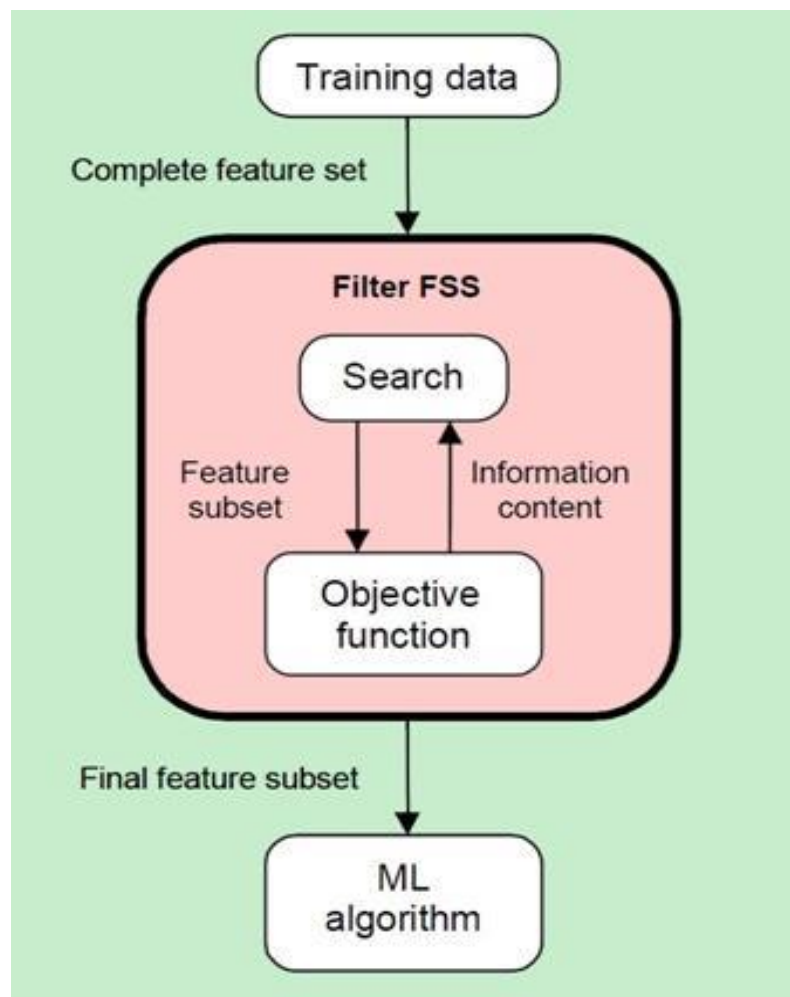 Training data
Complete feature set
Filter FSS
Search
Feature
subset
Information
content
Objective
function
Final feature subset
ML
algorithm